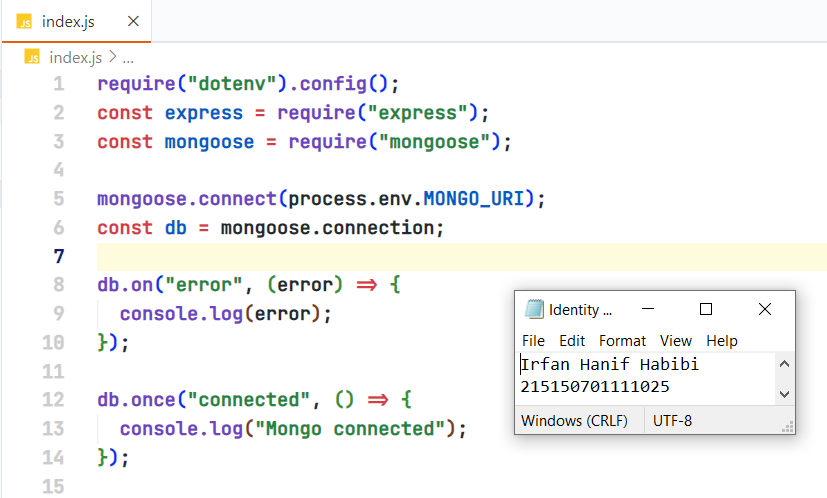 index.js
index.js > ...
1 require("dotenv").config();
2 const express = require("express");
3 const mongoose = require("mongoose");
4
5 mongoose.connect(process.env.MONGO_URI);
6 const db = mongoose.connection;
7
8 db.on("error", (error) => {
9   console.log(error);
10 });
11
12 db.once("connected", () => {
13   console.log("Mongo connected");
14 });
15
Identity ...
File Edit Format View Help
Irfan Hanif Habibi
215150701111025
Windows (CRLF) UTF-8